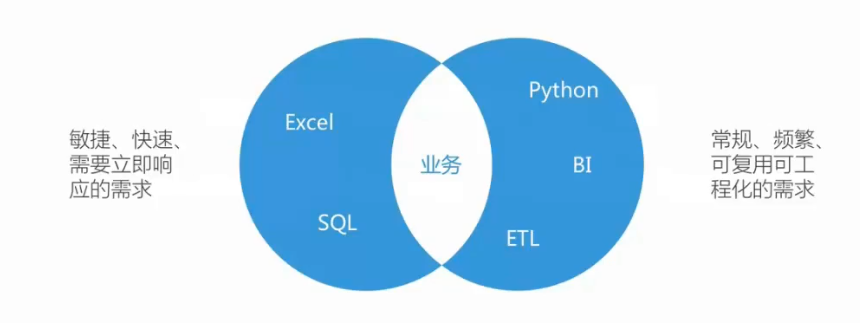 敏捷、快速、
需要立即响
应的需求
Excel
SQL
业务
Python
BI
ETL
常规、频繁、
可复用可工
程化的需求